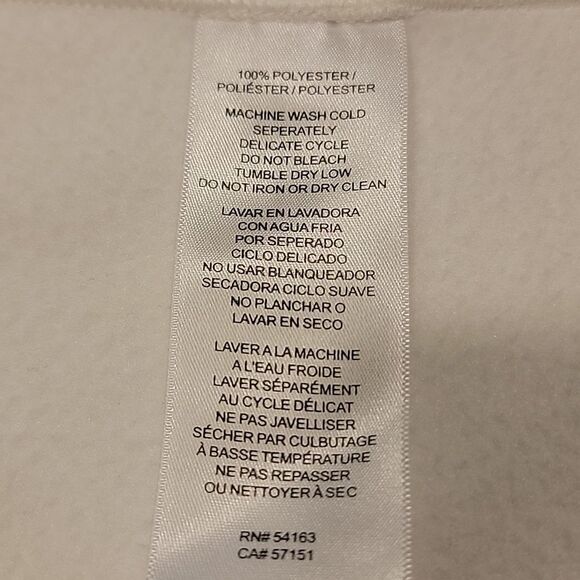 100% POLYESTER /
POLIÉSTER / POLYESTER
MACHINE WASH COLD
SEPERATELY
DELICATE CYCLE
DO NOT BLEACH
TUMBLE DRY LOW
DO NOT IRON OR DRY CLEAN
LAVAR EN LAVADORA
CON AGUA FRIA
POR SEPERADO
CICLO DELICADO
NO USAR BLANQUEADOR
SECADORA CICLO SUAVE
NO PLANCHAR O
LAVAR EN SECO
LAVER A LA MACHINE
À L'EAU FROIDE
LAVER SÉPARÉMENT
AU CYCLE DÉLICAT
NE PAS JAVELLISER
SÉCHER PAR CULBUTAGE
À BASSE TEMPÉRATURE
NE PAS REPASSER
OU NETTOYER À SEC
RN# 54163
CA# 57151